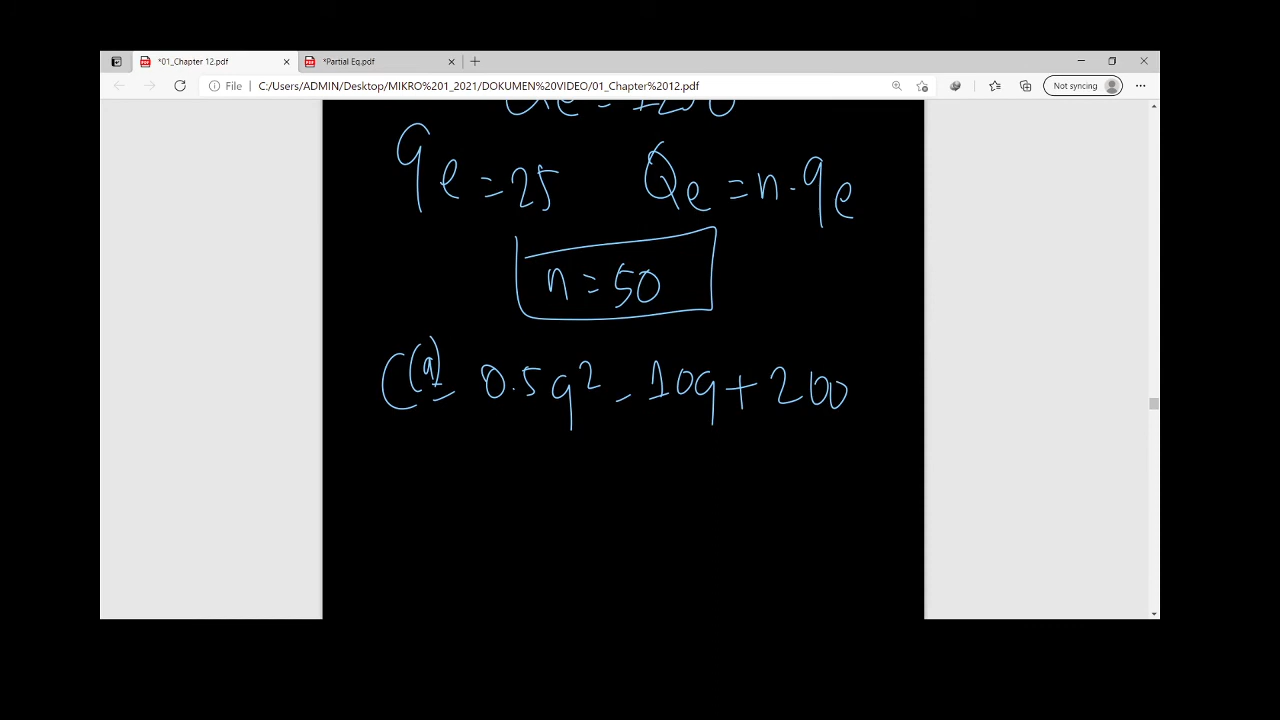 *01_Chapter 12.pdf
*Partial Eq.pdf
File
C:/Users/ADMIN/Desktop/MIKRO%201_2021/DOKUMEN%20VIDEO/01_Chapter%2012.pdf
Not syncing
qe = 25 Qe = n · qe
n = 50
C(q) = 0.5q² - 10q + 200